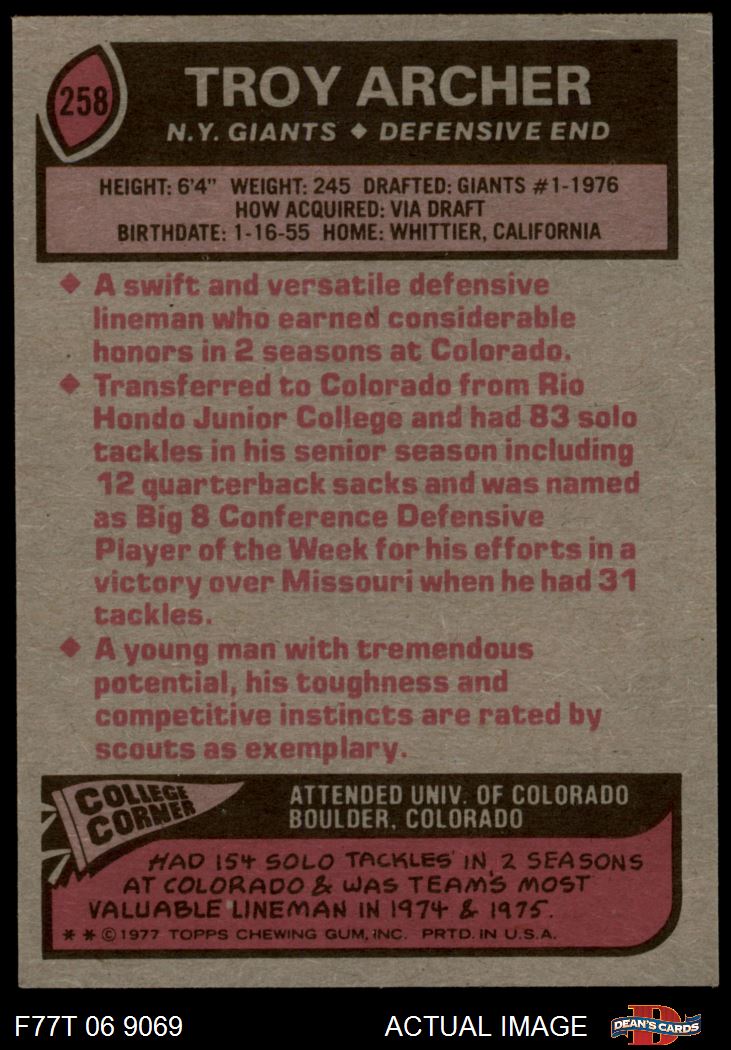 258
TROY ARCHER
N.Y. GIANTS ◆ DEFENSIVE END
HEIGHT: 6'4" WEIGHT: 245 DRAFTED: GIANTS #1-1976
HOW ACQUIRED: VIA DRAFT
BIRTHDATE: 1-16-55 HOME: WHITTIER, CALIFORNIA
◆ A swift and versatile defensive
lineman who earned considerable
honors in 2 seasons at Colorado.
◆ Transferred to Colorado from Rio
Hondo Junior College and had 83 solo
tackles in his senior season including
12 quarterback sacks and was named
as Big 8 Conference Defensive
Player of the Week for his efforts in a
victory over Missouri when he had 31
tackles.
◆ A young man with tremendous
potential, his toughness and
competitive instincts are rated by
scouts as exemplary.
COLLEGE
CORNER
ATTENDED UNIV. OF COLORADO
BOULDER, COLORADO
HAD 154 SOLO TACKLES IN 2 SEASONS
AT COLORADO & WAS TEAM'S MOST
VALUABLE LINEMAN IN 1974 & 1975.
* * © 1977 TOPPS CHEWING GUM, INC. PRTD. IN U.S.A.
F77T 06 9069
ACTUAL IMAGE
D
DEAN'S CARDS